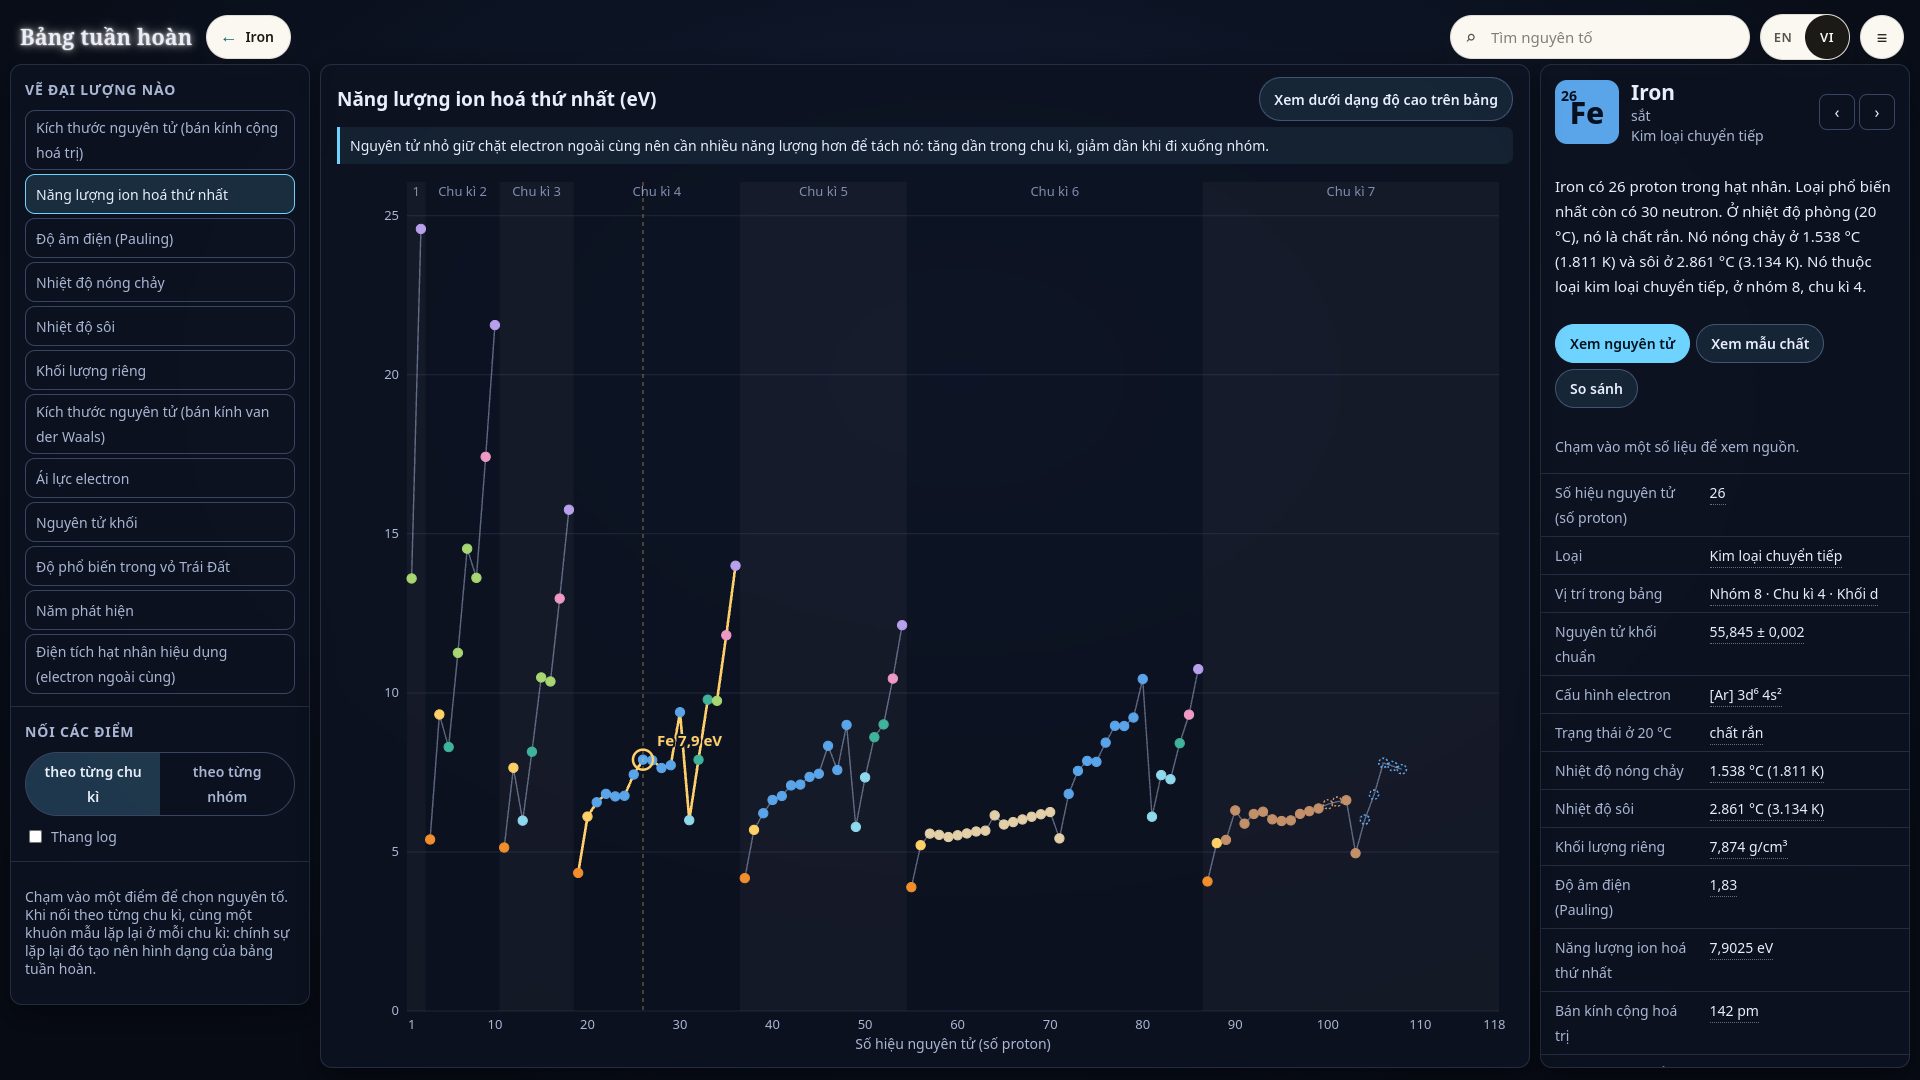 Bảng tuần hoàn
← Iron
Tìm nguyên tố
EN VI
VẼ ĐẠI LƯỢNG NÀO
Kích thước nguyên tử (bán kính cộng
hoá trị)
Năng lượng ion hoá thứ nhất
Độ âm điện (Pauling)
Nhiệt độ nóng chảy
Nhiệt độ sôi
Khối lượng riêng
Kích thước nguyên tử (bán kính van
der Waals)
Ái lực electron
Nguyên tử khối
Độ phổ biến trong vỏ Trái Đất
Năm phát hiện
Điện tích hạt nhân hiệu dụng
(electron ngoài cùng)
NỐI CÁC ĐIỂM
theo từng chu
kì
theo từng
nhóm
Thang log
Chạm vào một điểm để chọn nguyên tố.
Khi nối theo từng chu kì, cùng một
khuôn mẫu lặp lại ở mỗi chu kì: chính sự
lặp lại đó tạo nên hình dạng của bảng
tuần hoàn.
Năng lượng ion hoá thứ nhất (eV)
Xem dưới dạng độ cao trên bảng
Nguyên tử nhỏ giữ chặt electron ngoài cùng nên cần nhiều năng lượng hơn để tách nó: tăng dần trong chu kì, giảm dần khi đi xuống nhóm.
1 Chu kì 2 Chu kì 3 Chu kì 4 Chu kì 5 Chu kì 6 Chu kì 7
25
20
15
10
5
0
Fe 7,9 eV
1 10 20 30 40 50 60 70 80 90 100 110 118
Số hiệu nguyên tử (số proton)
26
Fe
Iron
sắt
Kim loại chuyển tiếp
‹ ›
Iron có 26 proton trong hạt nhân. Loại phổ biến
nhất còn có 30 neutron. Ở nhiệt độ phòng (20
°C), nó là chất rắn. Nó nóng chảy ở 1.538 °C
(1.811 K) và sôi ở 2.861 °C (3.134 K). Nó thuộc
loại kim loại chuyển tiếp, ở nhóm 8, chu kì 4.
Xem nguyên tử
Xem mẫu chất
So sánh
Chạm vào một số liệu để xem nguồn.
Số hiệu nguyên tử
(số proton)
26
Loại
Kim loại chuyển tiếp
Vị trí trong bảng
Nhóm 8 · Chu kì 4 · Khối d
Nguyên tử khối
chuẩn
55,845 ± 0,002
Cấu hình electron
[Ar] 3d⁶ 4s²
Trạng thái ở 20 °C
chất rắn
Nhiệt độ nóng chảy
1.538 °C (1.811 K)
Nhiệt độ sôi
2.861 °C (3.134 K)
Khối lượng riêng
7,874 g/cm³
Độ âm điện
(Pauling)
1,83
Năng lượng ion hoá
thứ nhất
7,9025 eV
Bán kính cộng hoá
trị
142 pm